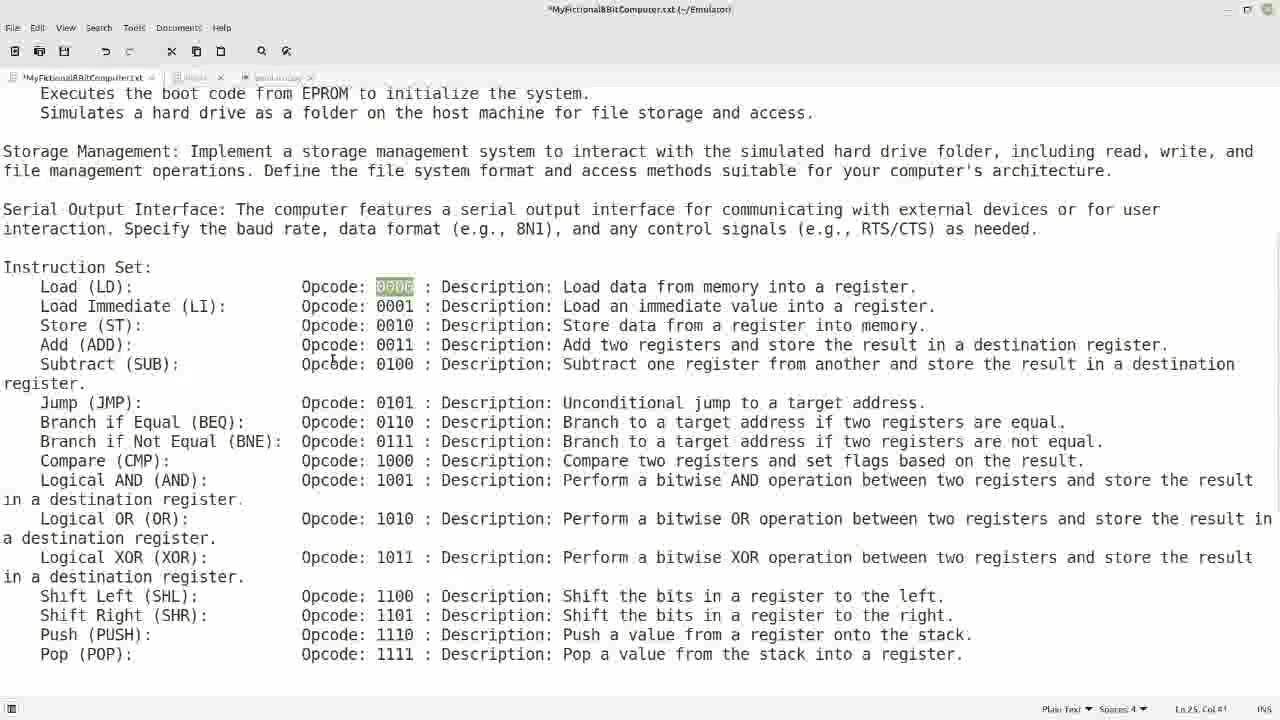 *MyFictional8BitComputer.txt (~/Emulator)
File Edit View Search Tools Documents Help
*MyFictional8BitComputer.txt
Executes the boot code from EPROM to initialize the system.
Simulates a hard drive as a folder on the host machine for file storage and access.
Storage Management: Implement a storage management system to interact with the simulated hard drive folder, including read, write, and
file management operations. Define the file system format and access methods suitable for your computer's architecture.
Serial Output Interface: The computer features a serial output interface for communicating with external devices or for user
interaction. Specify the baud rate, data format (e.g., 8N1), and any control signals (e.g., RTS/CTS) as needed.
Instruction Set:
Load (LD): Opcode: 0000 : Description: Load data from memory into a register.
Load Immediate (LI): Opcode: 0001 : Description: Load an immediate value into a register.
Store (ST): Opcode: 0010 : Description: Store data from a register into memory.
Add (ADD): Opcode: 0011 : Description: Add two registers and store the result in a destination register.
Subtract (SUB): Opcode: 0100 : Description: Subtract one register from another and store the result in a destination
register.
Jump (JMP): Opcode: 0101 : Description: Unconditional jump to a target address.
Branch if Equal (BEQ): Opcode: 0110 : Description: Branch to a target address if two registers are equal.
Branch if Not Equal (BNE): Opcode: 0111 : Description: Branch to a target address if two registers are not equal.
Compare (CMP): Opcode: 1000 : Description: Compare two registers and set flags based on the result.
Logical AND (AND): Opcode: 1001 : Description: Perform a bitwise AND operation between two registers and store the result
in a destination register.
Logical OR (OR): Opcode: 1010 : Description: Perform a bitwise OR operation between two registers and store the result in
a destination register.
Logical XOR (XOR): Opcode: 1011 : Description: Perform a bitwise XOR operation between two registers and store the result
in a destination register.
Shift Left (SHL): Opcode: 1100 : Description: Shift the bits in a register to the left.
Shift Right (SHR): Opcode: 1101 : Description: Shift the bits in a register to the right.
Push (PUSH): Opcode: 1110 : Description: Push a value from a register onto the stack.
Pop (POP): Opcode: 1111 : Description: Pop a value from the stack into a register.
Plain Text Spaces: 4 Ln 25, Col 41 INS